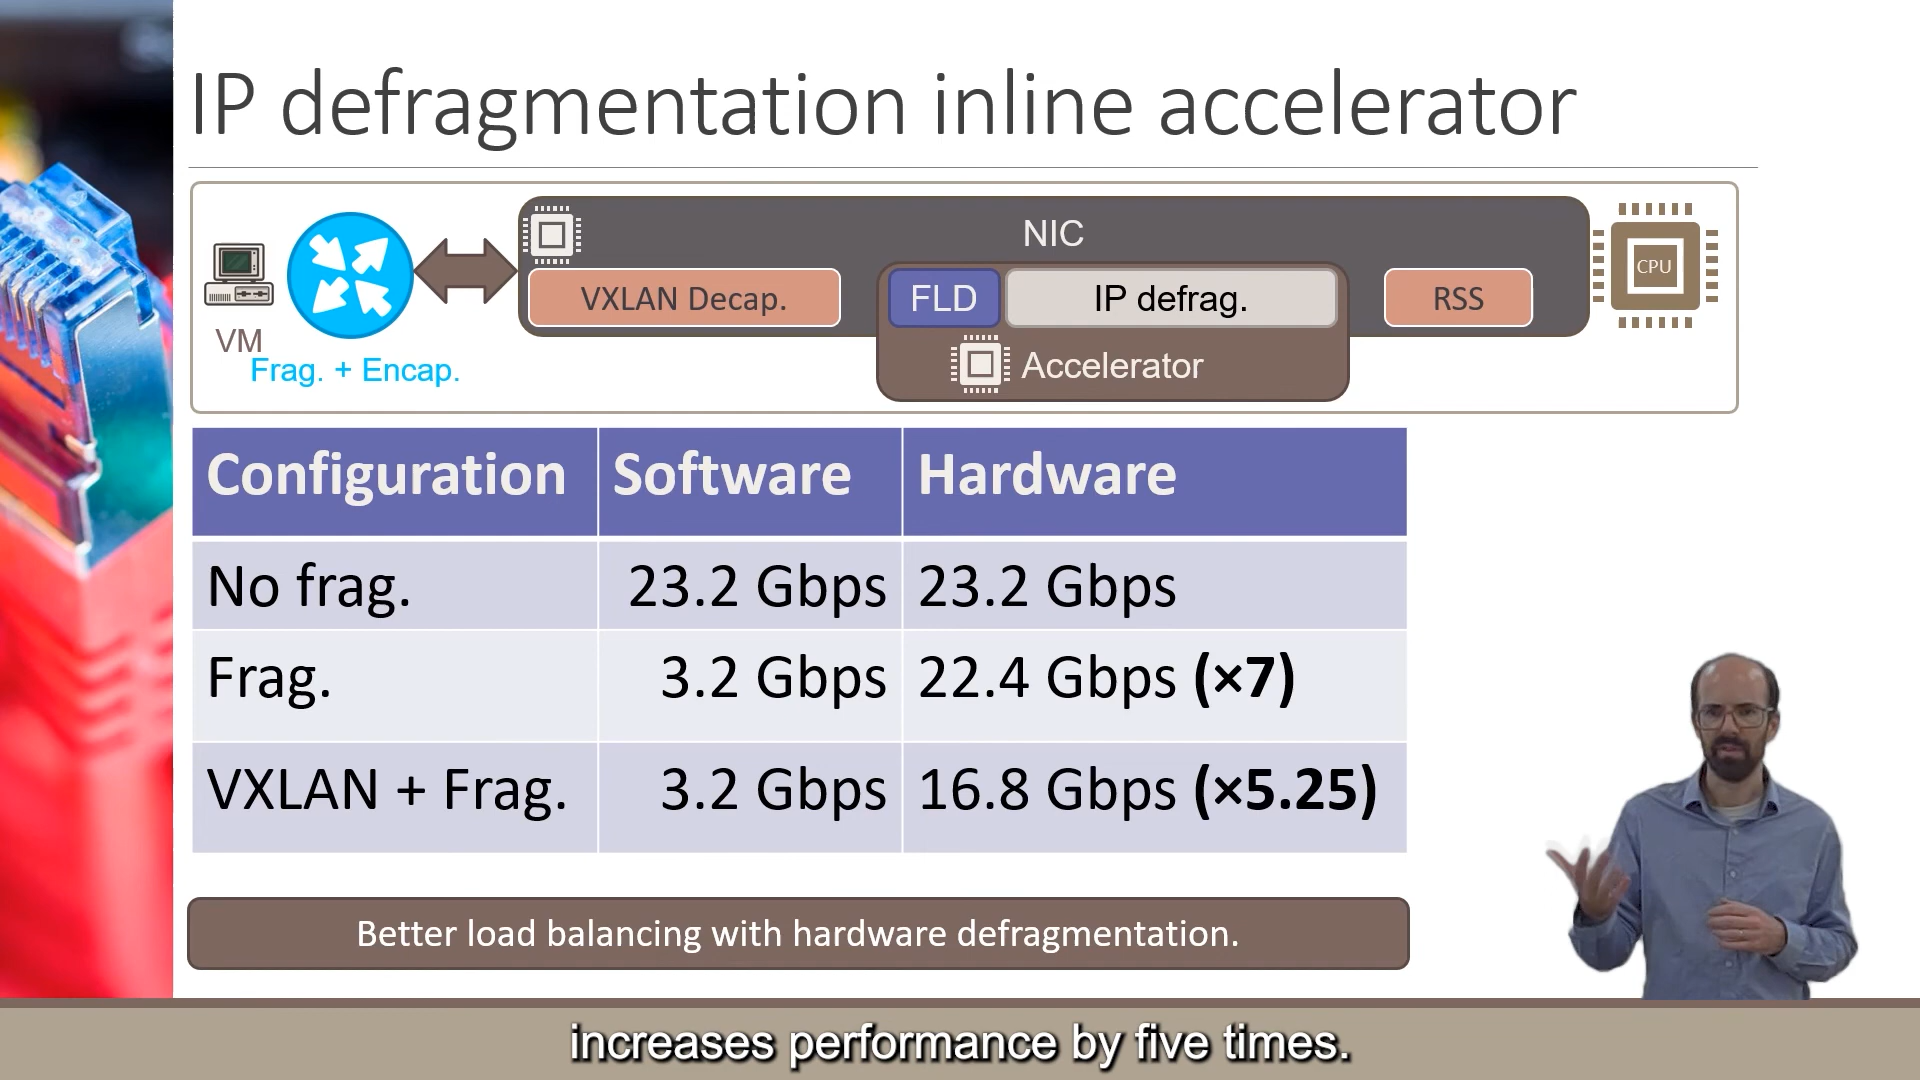 IP defragmentation inline accelerator
NIC
VM
Frag. + Encap.
VXLAN Decap.
FLD
IP defrag.
RSS
CPU
Accelerator
Configuration Software Hardware
No frag. 23.2 Gbps 23.2 Gbps
Frag. 3.2 Gbps 22.4 Gbps (×7)
VXLAN + Frag. 3.2 Gbps 16.8 Gbps (×5.25)
Better load balancing with hardware defragmentation.
increases performance by five times.